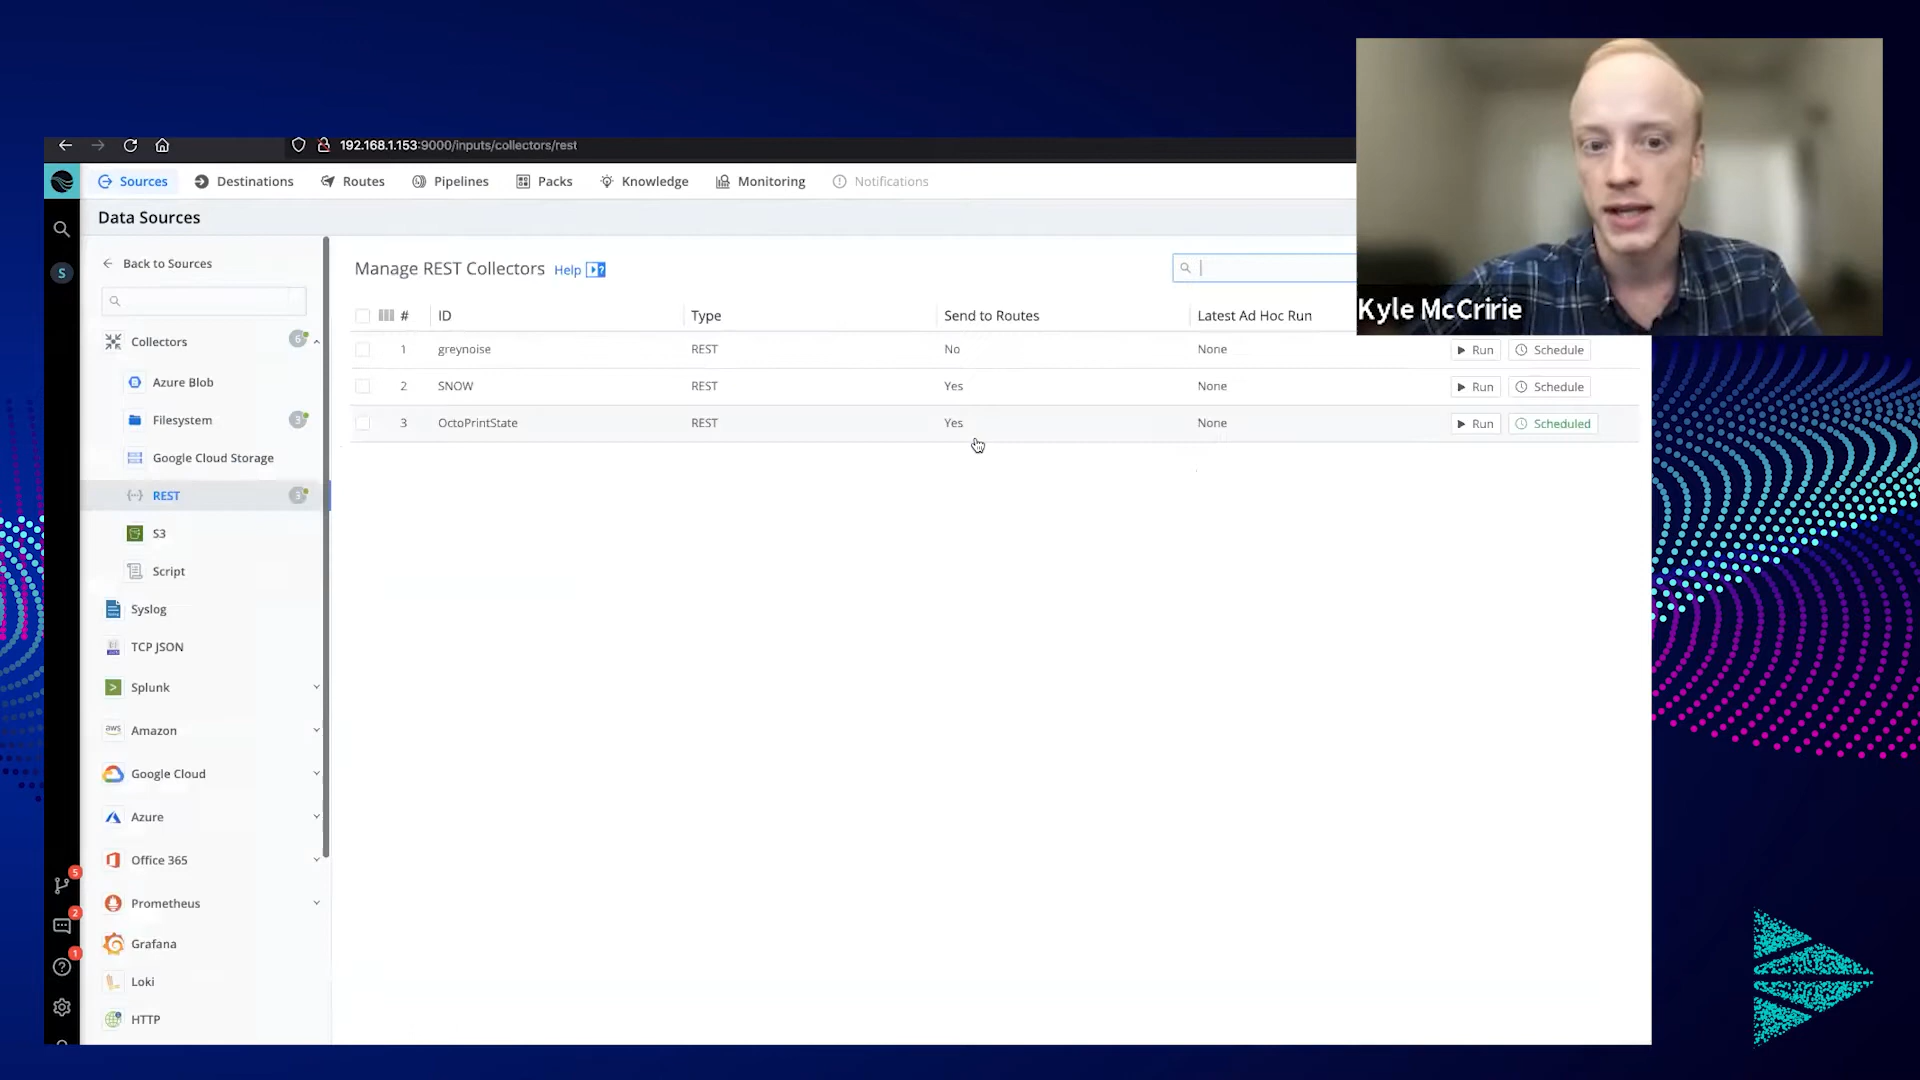 192.168.1.153:9000/inputs/collectors/rest
Sources
Destinations
Routes
Pipelines
Packs
Knowledge
Monitoring
Notifications
Data Sources
S
Back to Sources
Collectors
6
Azure Blob
Filesystem
3
Google Cloud Storage
REST
3
S3
Script
Syslog
TCP JSON
Splunk
aws
Amazon
Google Cloud
Azure
Office 365
Prometheus
Grafana
Loki
HTTP
5
2
1
Manage REST Collectors Help
# ID Type Send to Routes Latest Ad Hoc Run
1 greynoise REST No None Run Schedule
2 SNOW REST Yes None Run Schedule
3 OctoPrintState REST Yes None Run Scheduled
Kyle McCririe